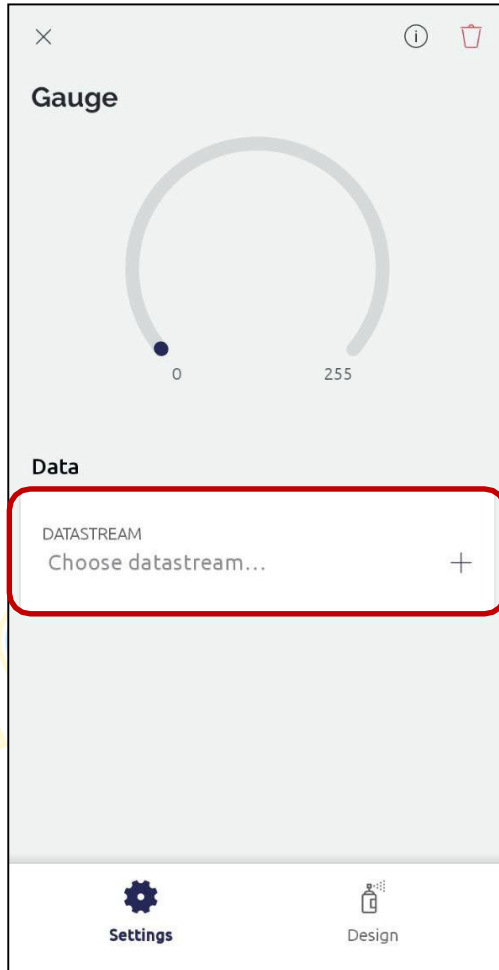 Gauge
0 255
Data
DATASTREAM
Choose datastream...
Settings Design